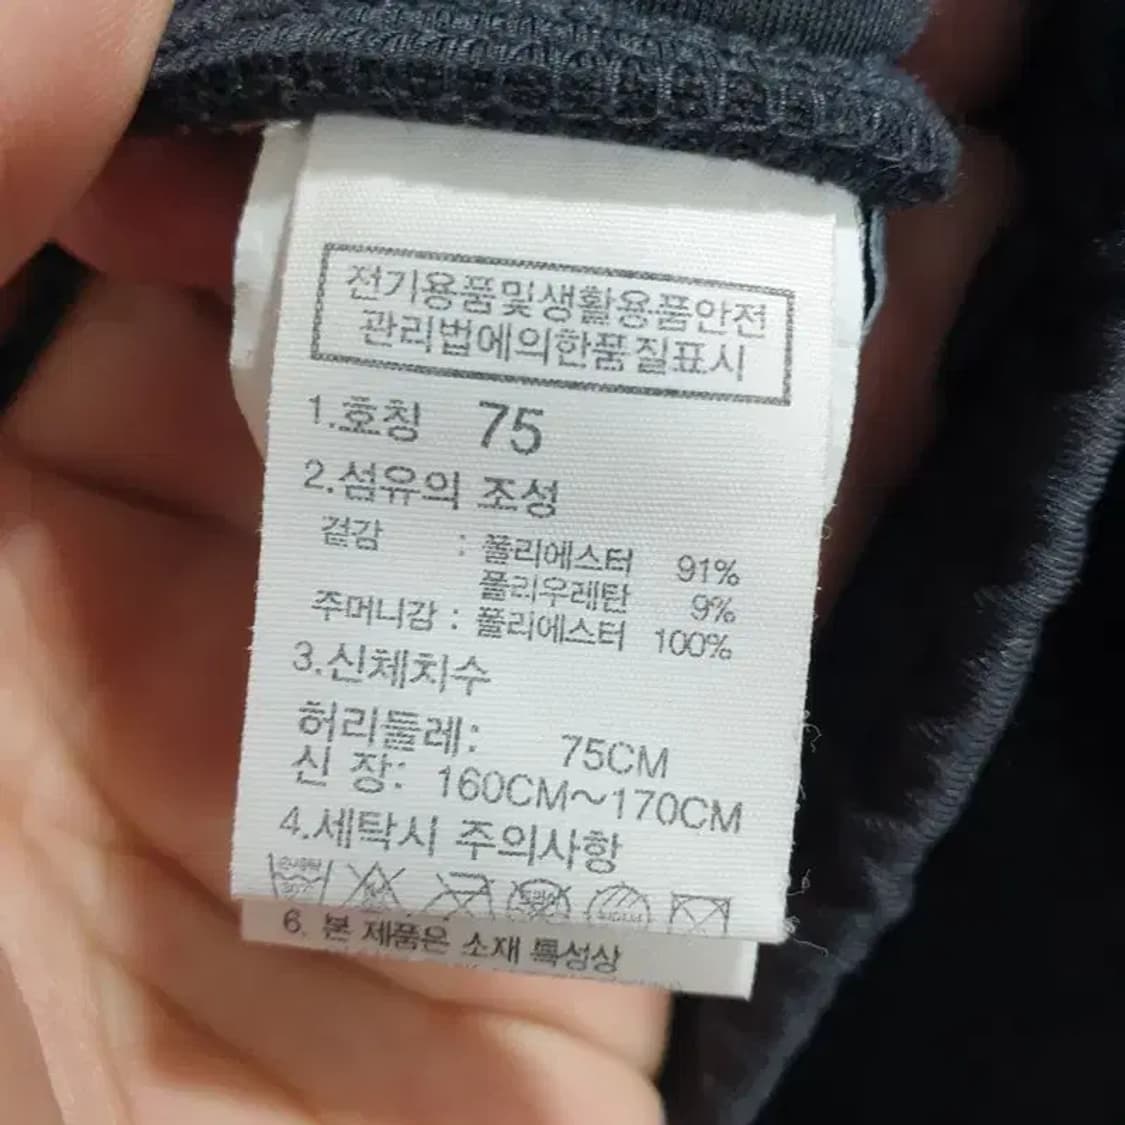 전기용품및생활용품안전
관리법에의한품질표시
1.호칭 75
2.섬유의 조성
겉감 : 폴리에스터 91%
폴리우레탄 9%
주머니감 : 폴리에스터 100%
3.신체치수
허리둘레: 75CM
신 장: 160CM~170CM
4.세탁시 주의사항
손세탁
30℃
6. 본 제품은 소재 특성상